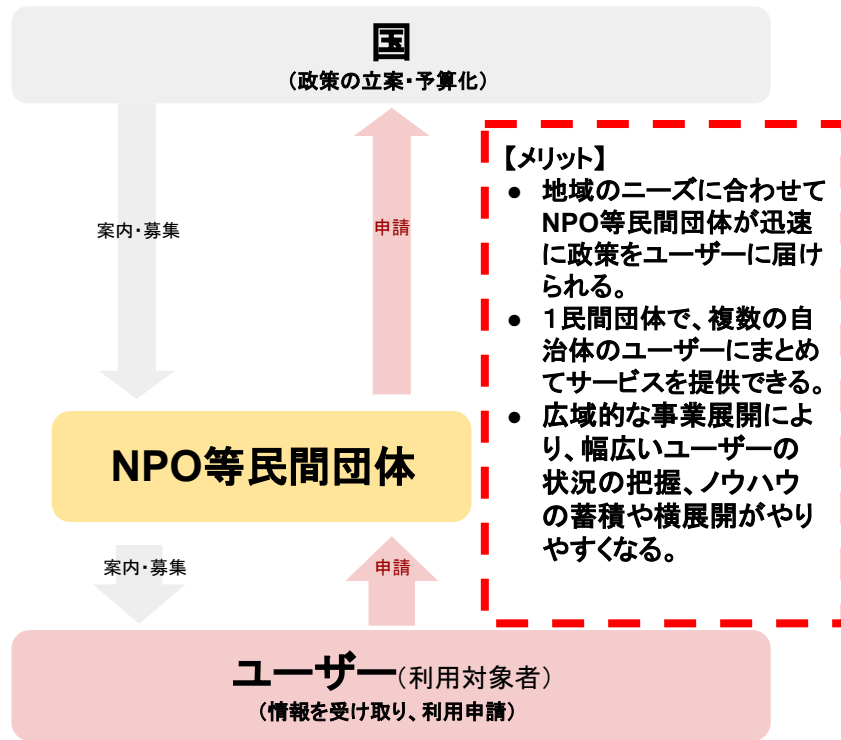 国
（政策の立案・予算化）
案内・募集
申請
【メリット】
● 地域のニーズに合わせて
NPO等民間団体が迅速
に政策をユーザーに届け
られる。
● １民間団体で、複数の自
治体のユーザーにまとめ
てサービスを提供できる。
● 広域的な事業展開によ
り、幅広いユーザーの
状況の把握、ノウハウ
の蓄積や横展開がやり
やすくなる。
NPO等民間団体
案内・募集
申請
ユーザー（利用対象者）
（情報を受け取り、利用申請）